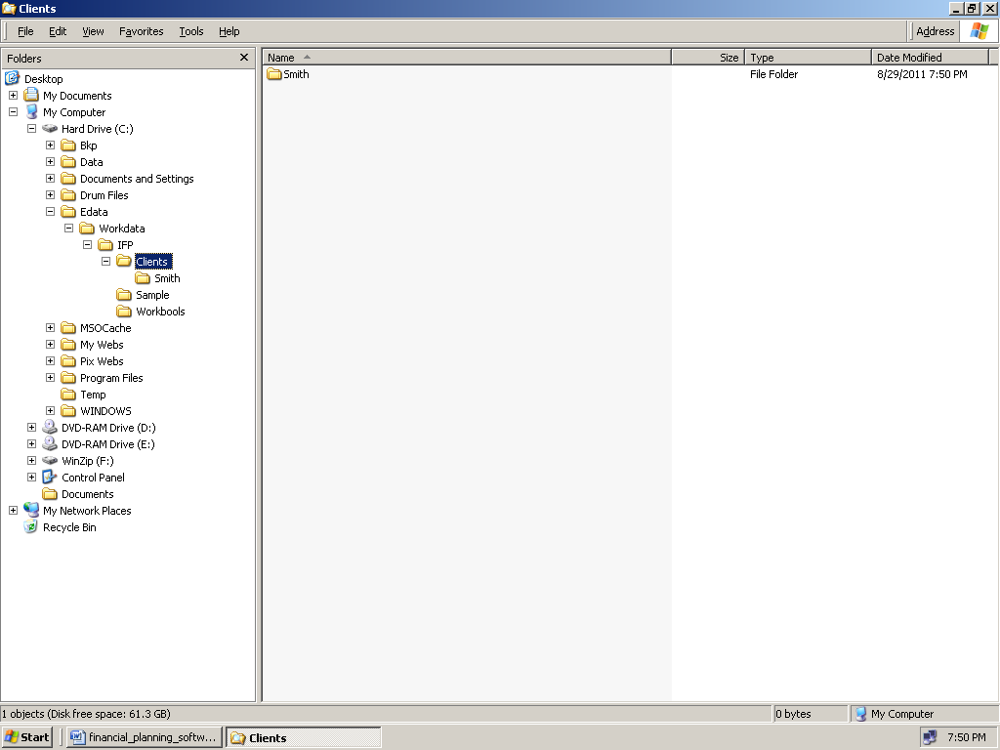 Clients
File Edit View Favorites Tools Help Address
Folders
Name Size Type Date Modified
Smith File Folder 8/29/2011 7:50 PM
Desktop
My Documents
My Computer
Hard Drive (C:)
Bkp
Data
Documents and Settings
Drum Files
Edata
Workdata
IFP
Clients
Smith
Sample
Workbools
MSOCache
My Webs
Pix Webs
Program Files
Temp
WINDOWS
DVD-RAM Drive (D:)
DVD-RAM Drive (E:)
WinZip (F:)
Control Panel
Documents
My Network Places
Recycle Bin
1 objects (Disk free space: 61.3 GB) 0 bytes My Computer
Start financial_planning_softw... Clients 7:50 PM